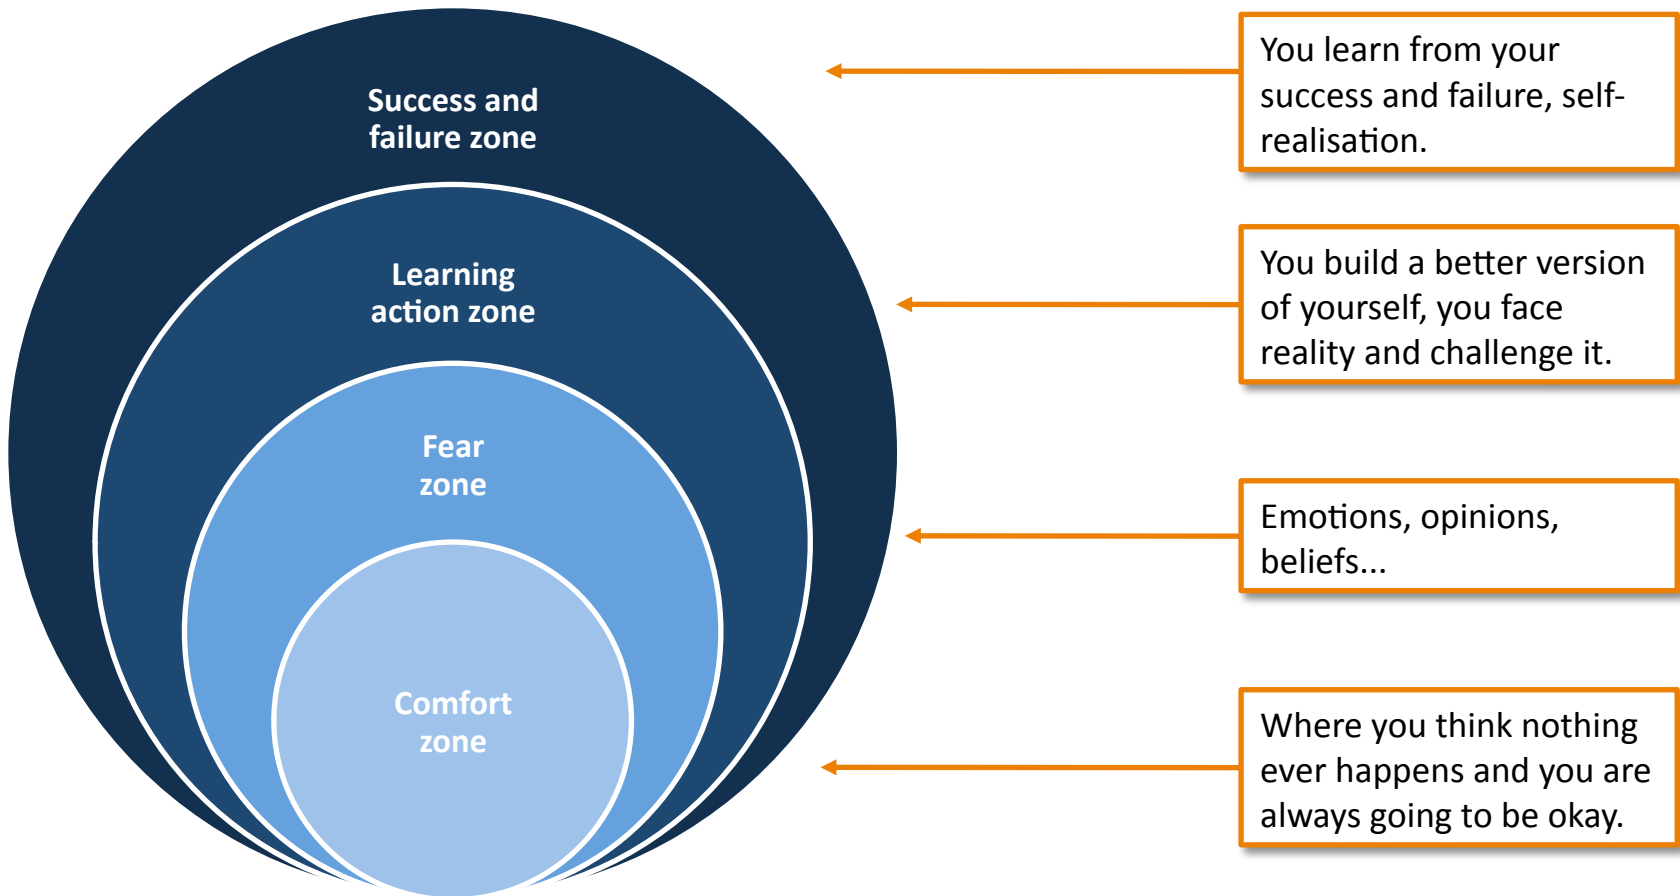 Success and
failure zone
You learn from your
success and failure, self-
realisation.
Learning
action zone
You build a better version
of yourself, you face
reality and challenge it.
Fear
zone
Emotions, opinions,
beliefs...
Comfort
zone
Where you think nothing
ever happens and you are
always going to be okay.